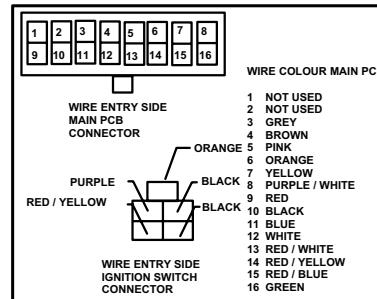 1 2 3 4 5 6 7 8
9 10 11 12 13 14 15 16
WIRE ENTRY SIDE
MAIN PCB
CONNECTOR
ORANGE
PURPLE
BLACK
RED / YELLOW
BLACK
WIRE ENTRY SIDE
IGNITION SWITCH
CONNECTOR
WIRE COLOUR MAIN PC
1 NOT USED
2 NOT USED
3 GREY
4 BROWN
5 PINK
6 ORANGE
7 YELLOW
8 PURPLE / WHITE
9 RED
10 BLACK
11 BLUE
12 WHITE
13 RED / WHITE
14 RED / YELLOW
15 RED / BLUE
16 GREEN